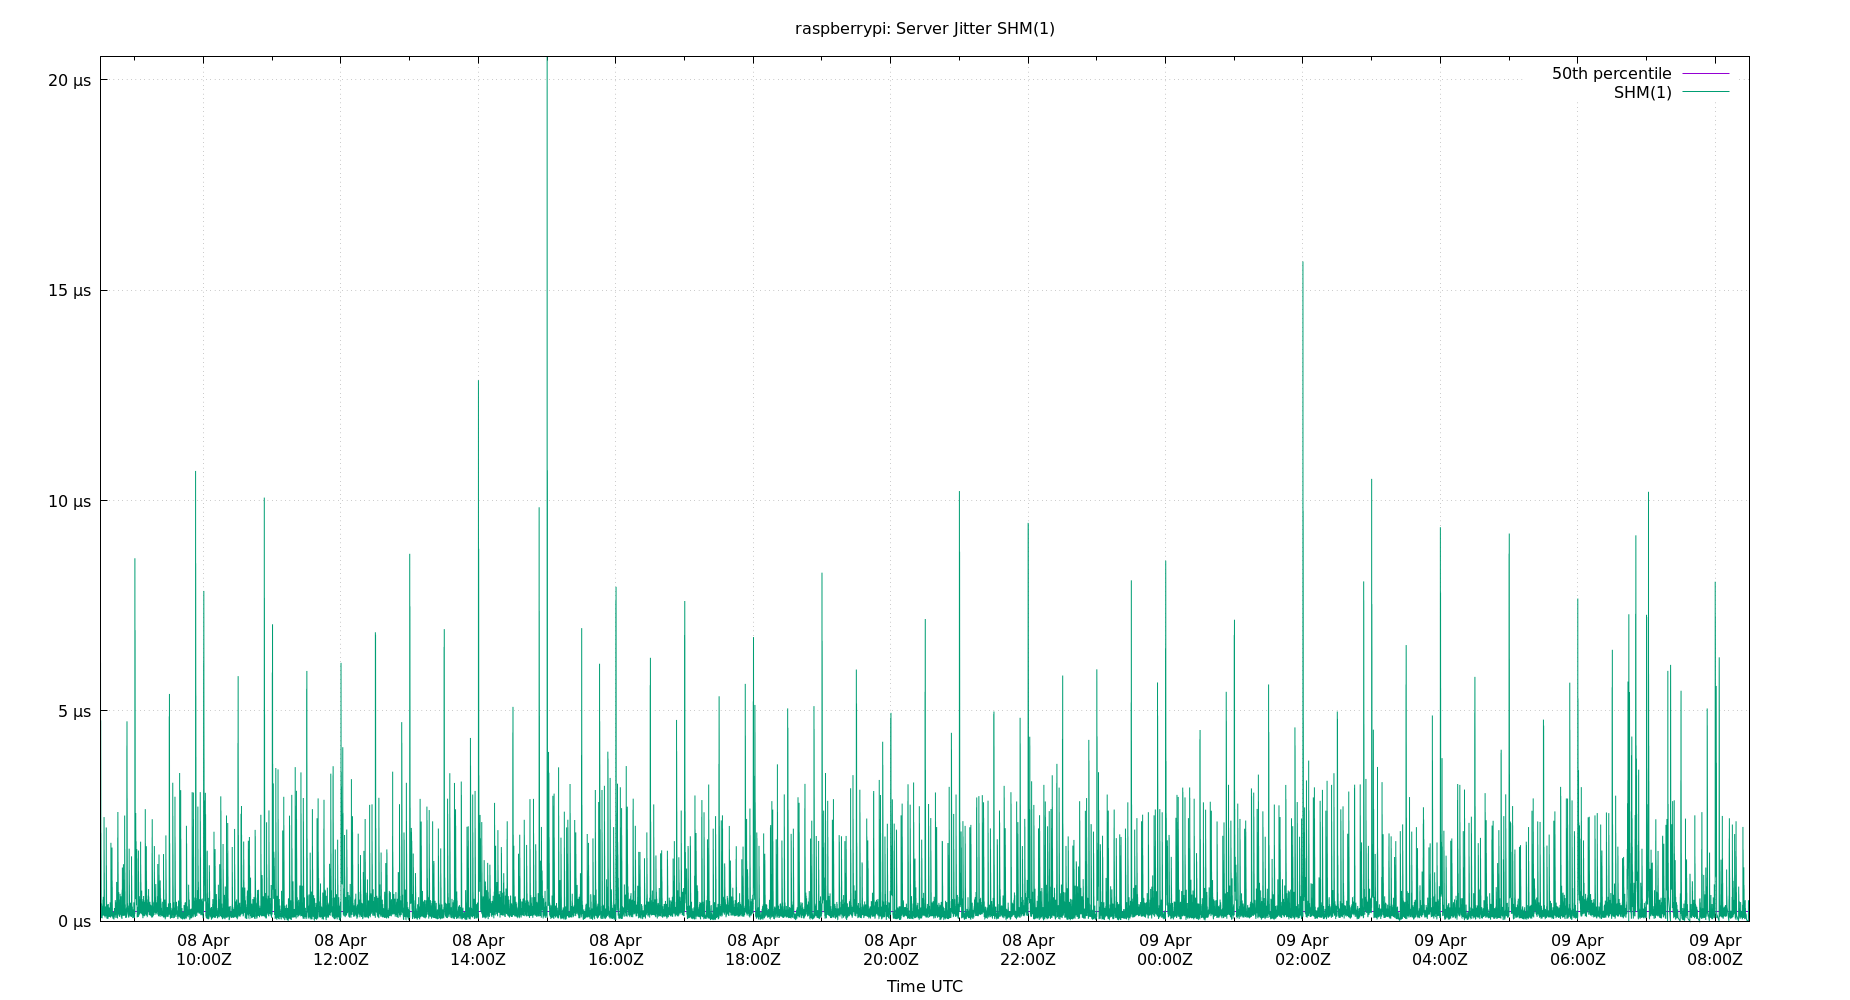 raspberrypi: Server Jitter SHM(1)
50th percentile
SHM(1)
20 µs
15 µs
10 µs
5 µs
0 µs
08 Apr 08 Apr 08 Apr 08 Apr 08 Apr 08 Apr 08 Apr 09 Apr 09 Apr 09 Apr 09 Apr 09 Apr
10:00Z 12:00Z 14:00Z 16:00Z 18:00Z 20:00Z 22:00Z 00:00Z 02:00Z 04:00Z 06:00Z 08:00Z
Time UTC